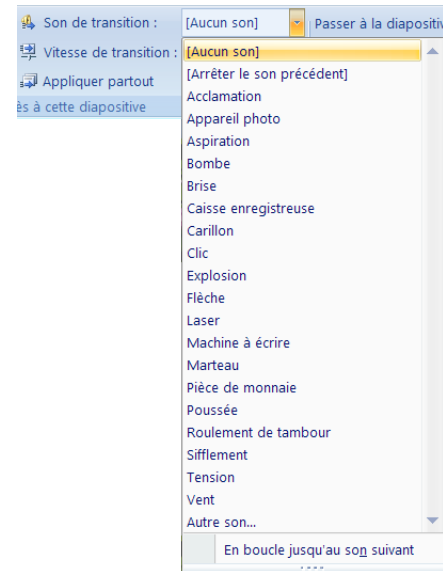 Son de transition : [Aucun son] Passer à la diapositiv
Vitesse de transition : [Aucun son]
[Arrêter le son précédent]
Appliquer partout Acclamation
ès à cette diapositive Appareil photo
Aspiration
Bombe
Brise
Caisse enregistreuse
Carillon
Clic
Explosion
Flèche
Laser
Machine à écrire
Marteau
Pièce de monnaie
Poussée
Roulement de tambour
Sifflement
Tension
Vent
Autre son...
En boucle jusqu'au son suivant